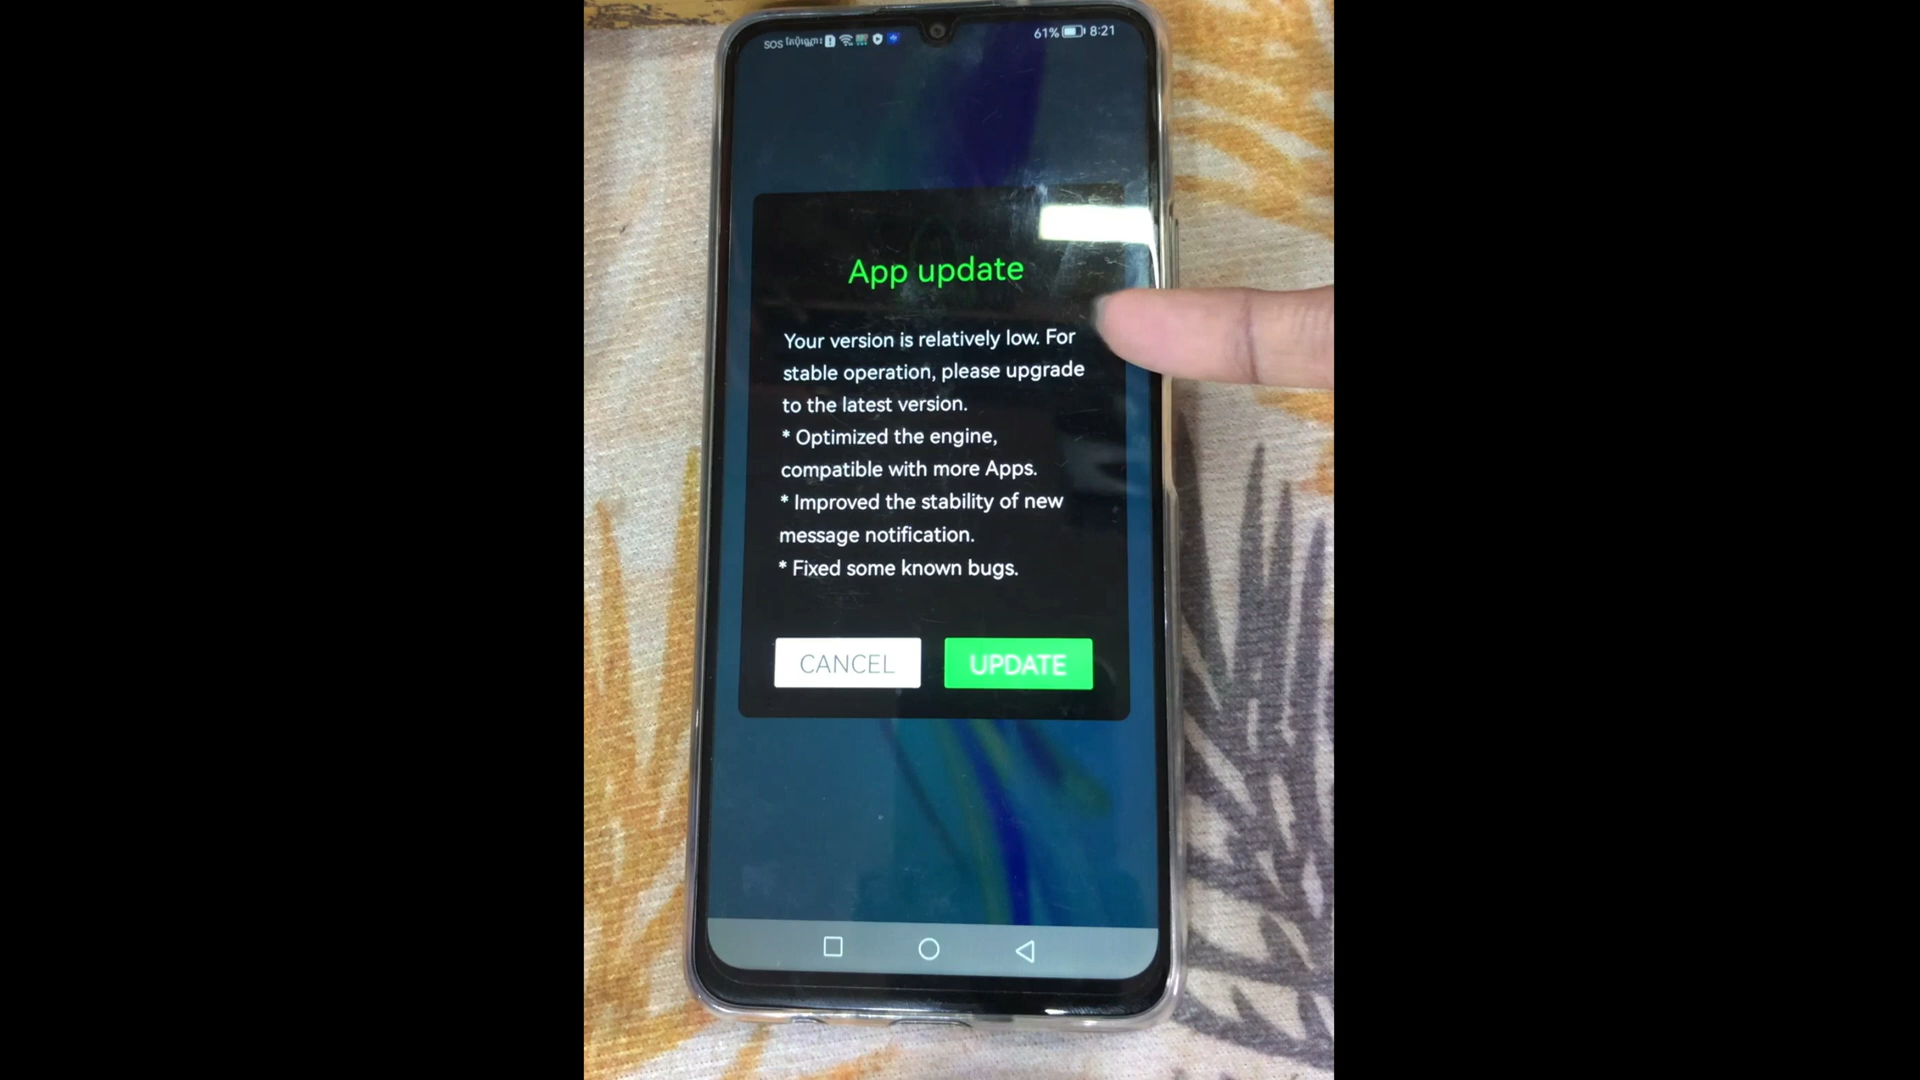 SOS
61% 8:21
App update
Your version is relatively low. For
stable operation, please upgrade
to the latest version.
* Optimized the engine,
compatible with more Apps.
* Improved the stability of new
message notification.
* Fixed some known bugs.
CANCEL UPDATE